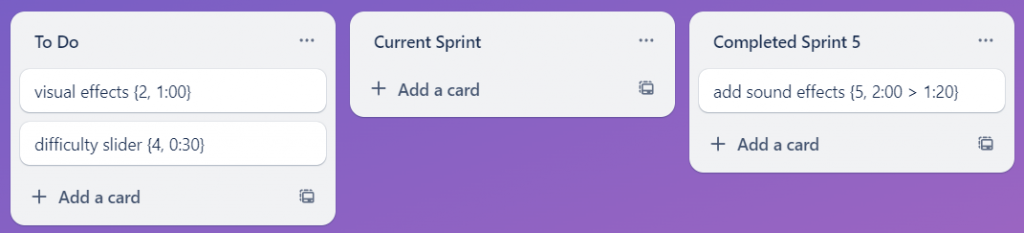 To Do
visual effects {2, 1:00}
difficulty slider {4, 0:30}
+ Add a card
Current Sprint
+ Add a card
Completed Sprint 5
add sound effects {5, 2:00 > 1:20}
+ Add a card